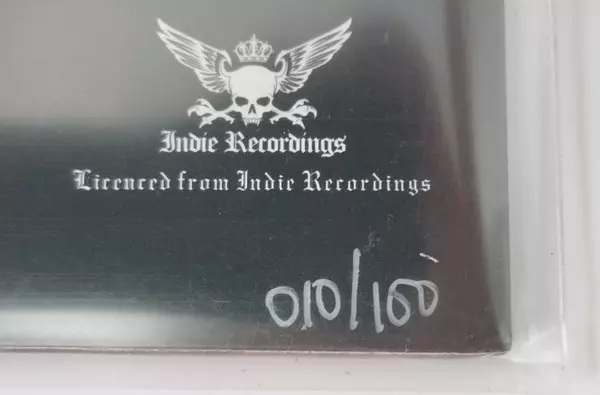 Indie Recordings
Licenced from Indie Recordings
010/100